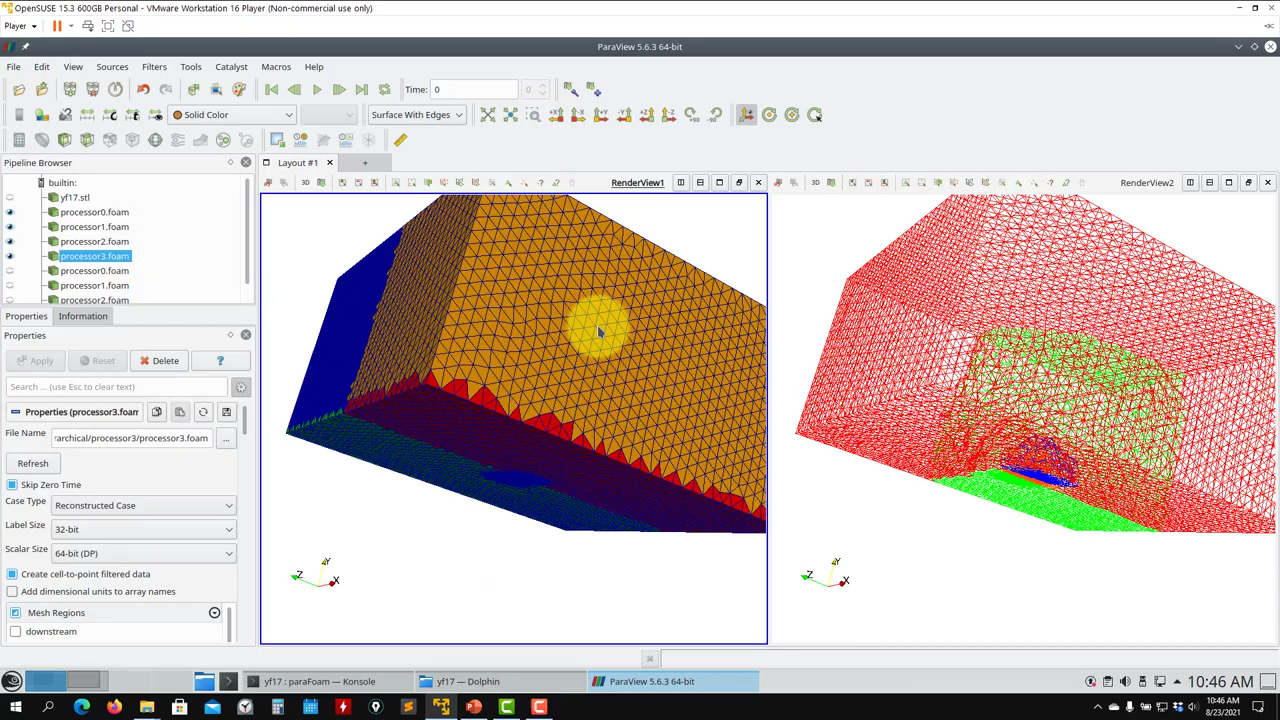 OpenSUSE 15.3 600GB Personal - VMware Workstation 16 Player (Non-commercial use only)
Player
ParaView 5.6.3 64-bit
File Edit View Sources Filters Tools Catalyst Macros Help
Time: 0
0
Solid Color
Surface With Edges
+X -X +Y -Y +Z -Z
Pipeline Browser
Layout #1
+
builtin:
3D
RenderView1
3D
RenderView2
yf17.stl
processor0.foam
processor1.foam
processor2.foam
processor3.foam
processor0.foam
processor1.foam
processor2.foam
Properties Information
Properties
Apply Reset Delete ?
Search ... (use Esc to clear text)
Properties (processor3.foam
File Name rarchical/processor3/processor3.foam ...
Refresh
Skip Zero Time
Case Type Reconstructed Case
Label Size 32-bit
Scalar Size 64-bit (DP)
Create cell-to-point filtered data
Add dimensional units to array names
Mesh Regions
downstream
Y
Z
X
Y
Z
X
yf17 : paraFoam — Konsole
yf17 — Dolphin
ParaView 5.6.3 64-bit
10:46 AM
10:46 AM
8/23/2021